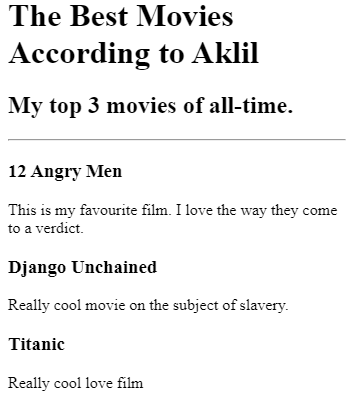 The Best Movies
According to Aklil
My top 3 movies of all-time.
12 Angry Men
This is my favourite film. I love the way they come
to a verdict.
Django Unchained
Really cool movie on the subject of slavery.
Titanic
Really cool love film